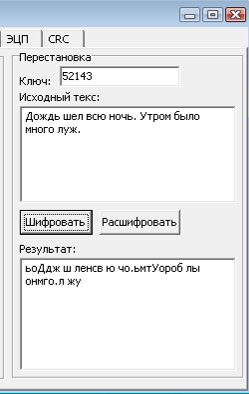 ЭЦП CRC
Перестановка
Ключ: 52143
Исходный текс:
Дождь шел всю ночь. Утром было
много луж.
Шифровать Расшифровать
Результат:
ьоДдж ш ленсв ю чо.ьмтУороб лы
онмго.л жу